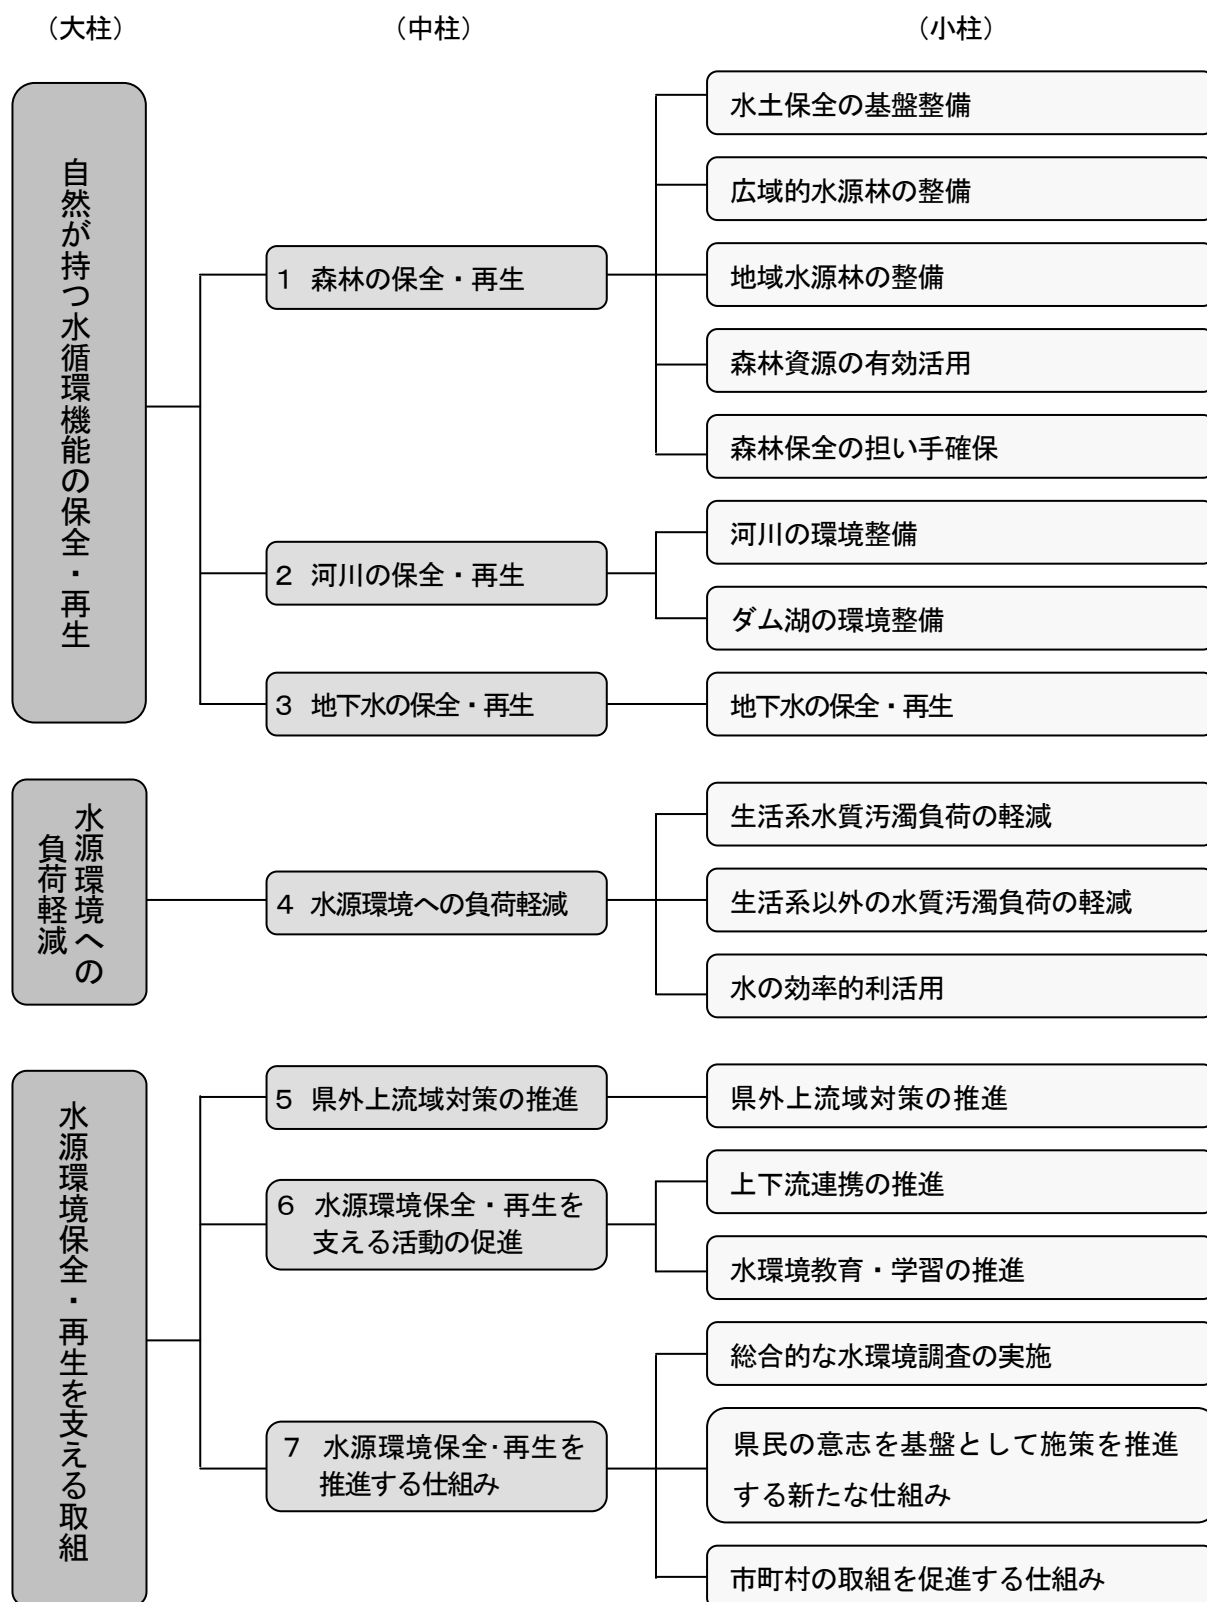 （大柱）
（中柱）
（小柱）
自然が持つ水循環機能の保全・再生
1 森林の保全・再生
水土保全の基盤整備
広域的水源林の整備
地域水源林の整備
森林資源の有効活用
森林保全の担い手確保
2 河川の保全・再生
河川の環境整備
ダム湖の環境整備
3 地下水の保全・再生
地下水の保全・再生
水源環境への
負荷軽減
4 水源環境への負荷軽減
生活系水質汚濁負荷の軽減
生活系以外の水質汚濁負荷の軽減
水の効率的利活用
水源環境保全・再生を支える取組
5 県外上流域対策の推進
県外上流域対策の推進
6 水源環境保全・再生を
支える活動の促進
上下流連携の推進
水環境教育・学習の推進
7 水源環境保全･再生を
推進する仕組み
総合的な水環境調査の実施
県民の意志を基盤として施策を推進
する新たな仕組み
市町村の取組を促進する仕組み